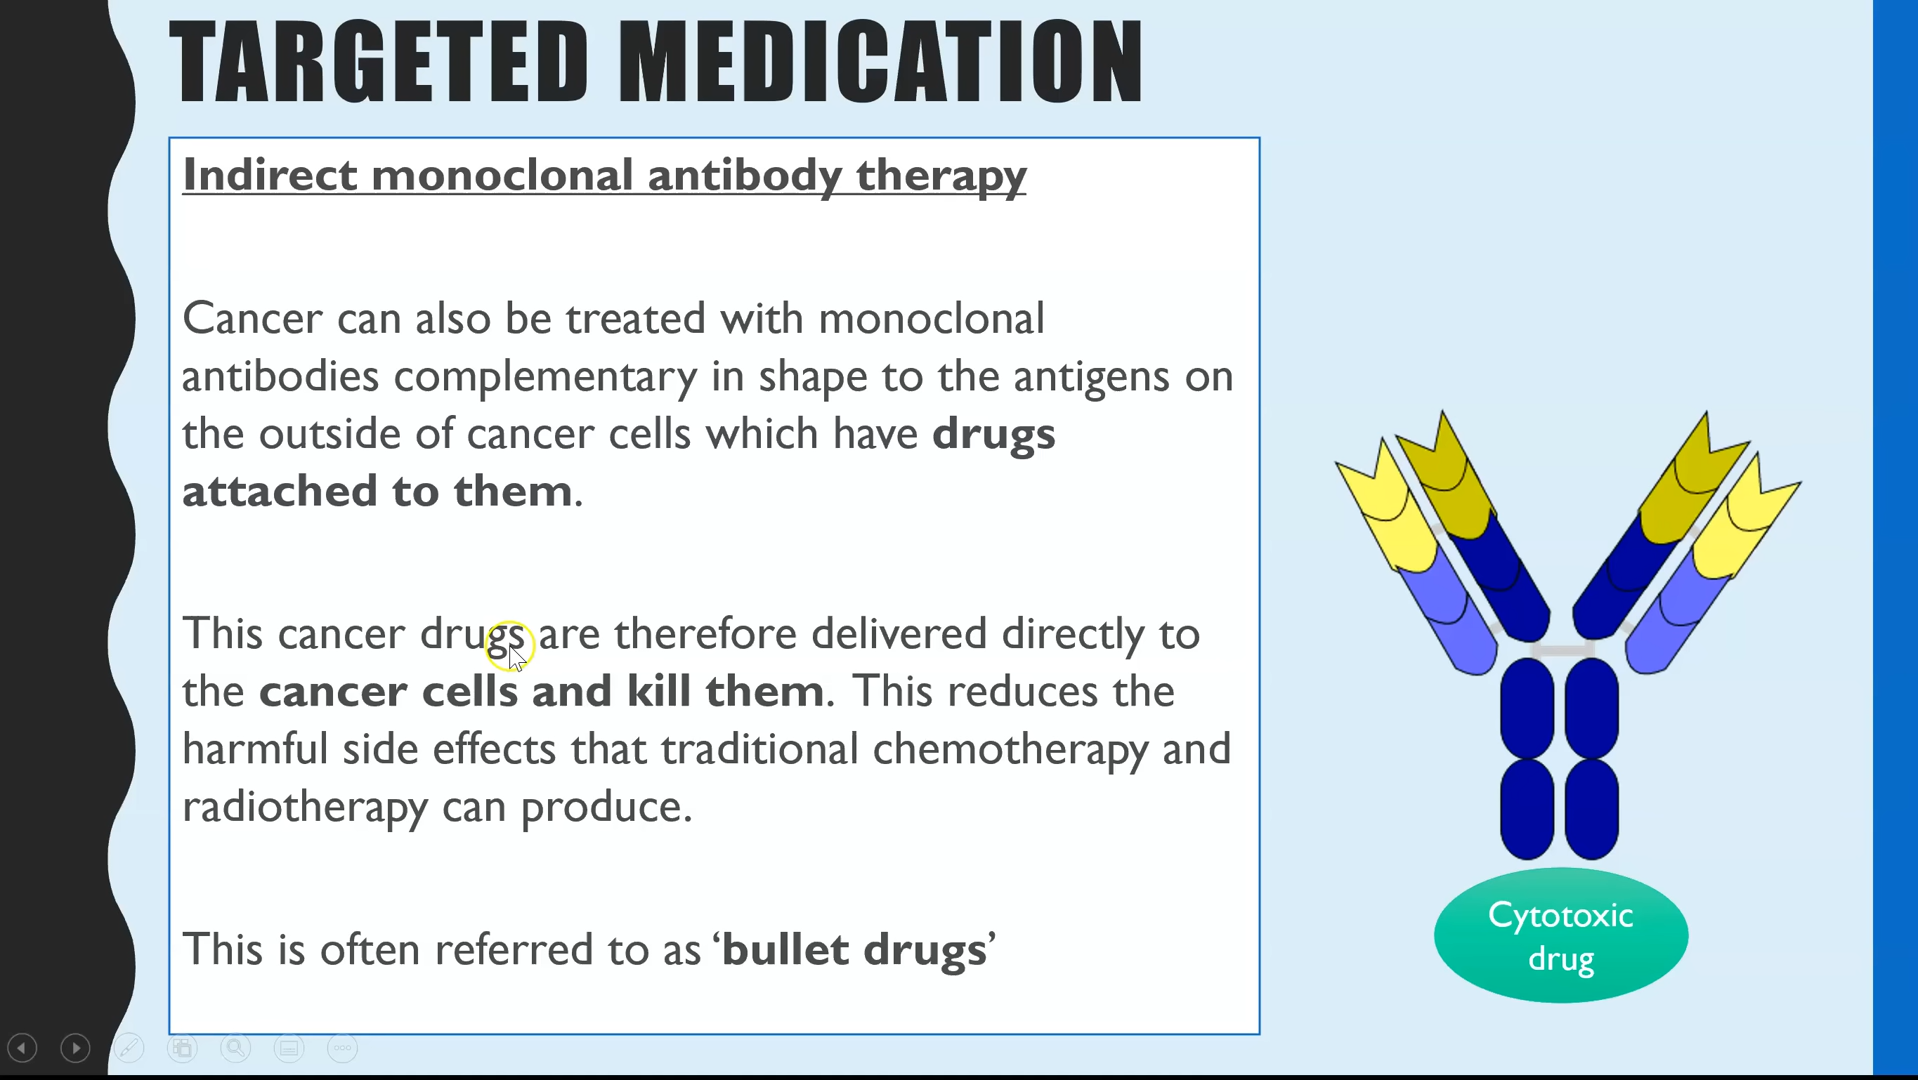 TARGETED MEDICATION
Indirect monoclonal antibody therapy
Cancer can also be treated with monoclonal
antibodies complementary in shape to the antigens on
the outside of cancer cells which have drugs
attached to them.
This cancer drugs are therefore delivered directly to
the cancer cells and kill them. This reduces the
harmful side effects that traditional chemotherapy and
radiotherapy can produce.
This is often referred to as ‘bullet drugs’
Cytotoxic
drug